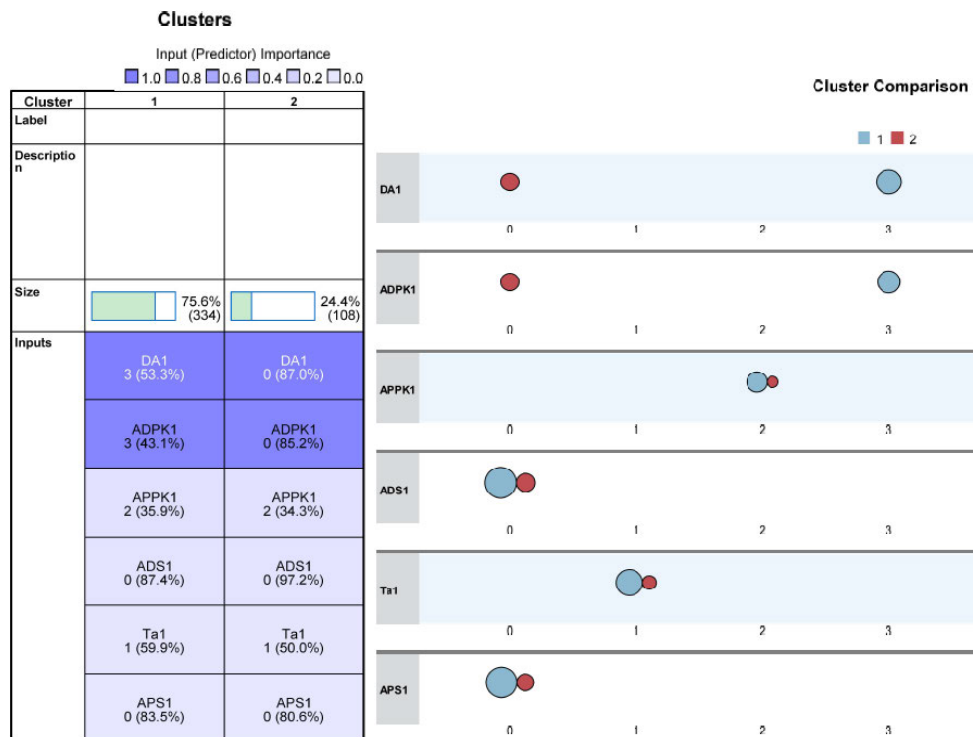 Clusters
Input (Predictor) Importance
1.0 0.8 0.6 0.4 0.2 0.0
Cluster 1 2
Label
Descriptio
n
Size
75.6%
(334)
24.4%
(108)
Inputs
DA1
3 (53.3%)
DA1
0 (87.0%)
ADPK1
3 (43.1%)
ADPK1
0 (85.2%)
APPK1
2 (35.9%)
APPK1
2 (34.3%)
ADS1
0 (87.4%)
ADS1
0 (97.2%)
Ta1
1 (59.9%)
Ta1
1 (50.0%)
APS1
0 (83.5%)
APS1
0 (80.6%)
Cluster Comparison
1 2
DA1
0 1 2 3
ADPK1
0 1 2 3
APPK1
0 1 2 3
ADS1
0 1 2 3
Ta1
0 1 2 3
APS1
0 1 2 3